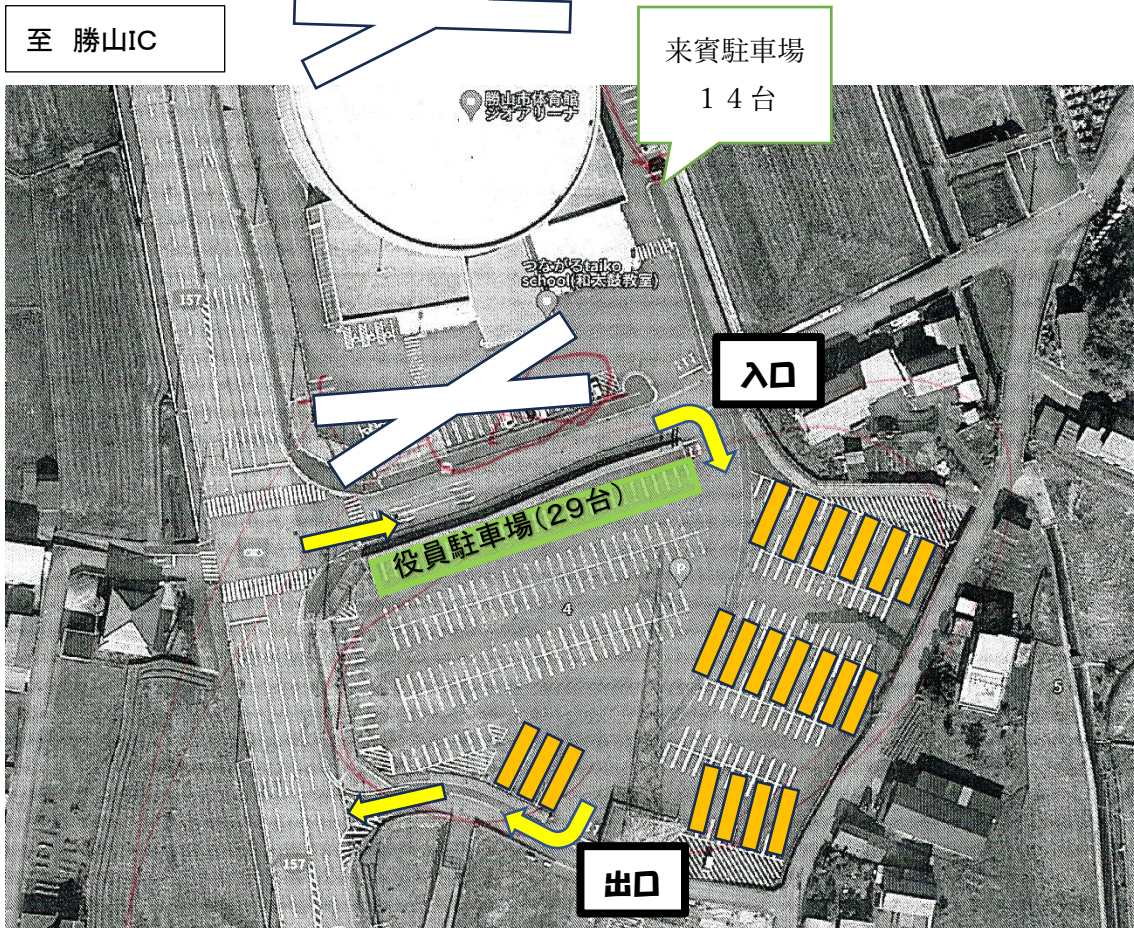 至 勝山IC
来賓駐車場
１４台
勝山市体育館
ジオアリーナ
つながるtaiko
school(和太鼓教室)
157
入口
役員駐車場(29台)
P
4
5
157
出口